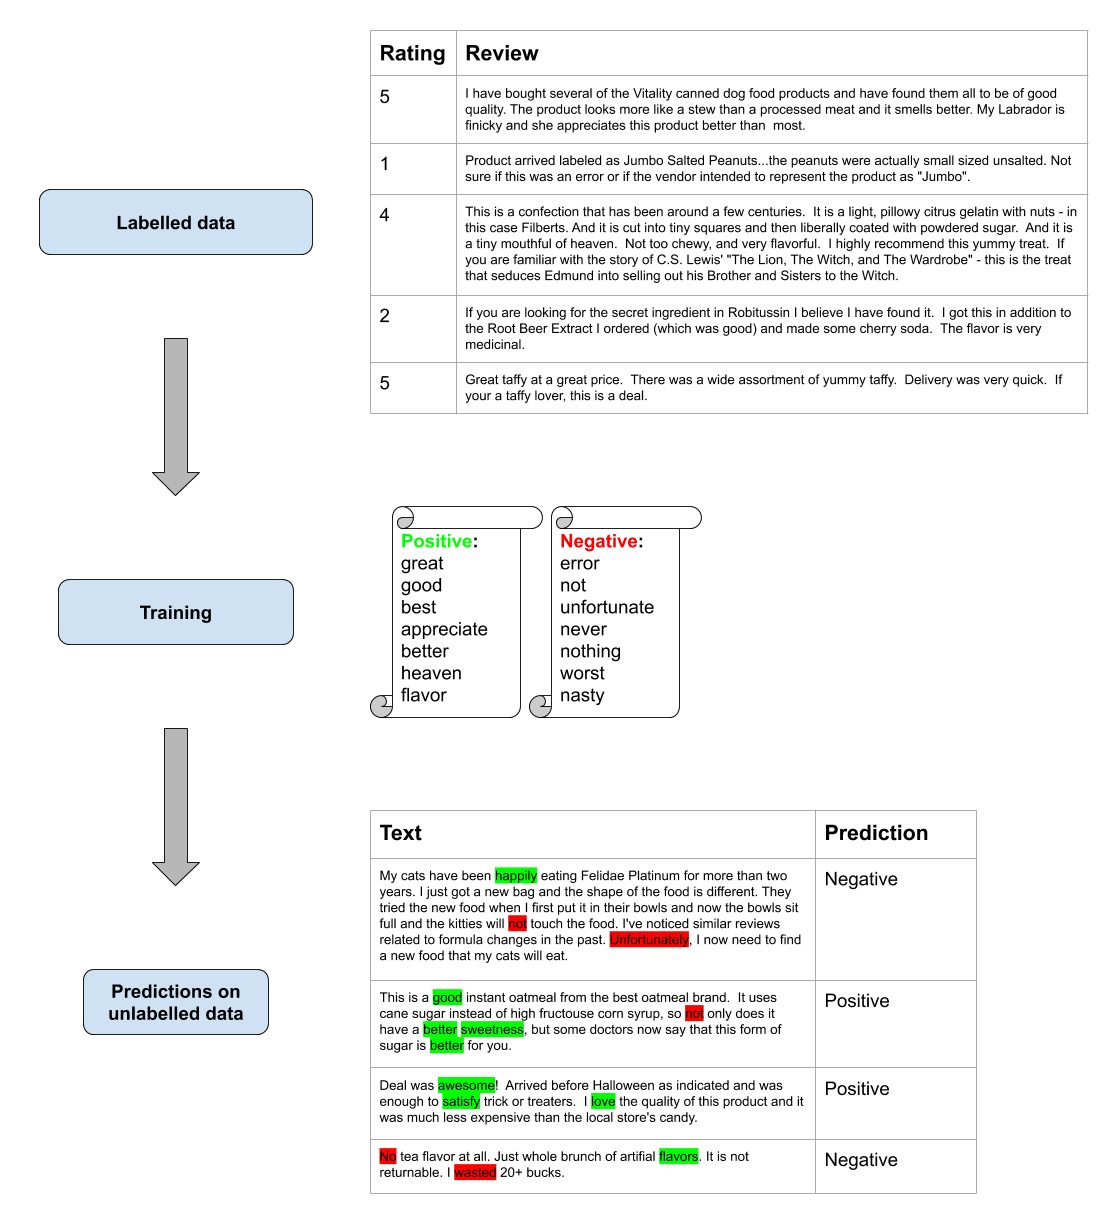 Rating Review
5 I have bought several of the Vitality canned dog food products and have found them all to be of good
quality. The product looks more like a stew than a processed meat and it smells better. My Labrador is
finicky and she appreciates this product better than  most.
1 Product arrived labeled as Jumbo Salted Peanuts...the peanuts were actually small sized unsalted. Not
sure if this was an error or if the vendor intended to represent the product as "Jumbo".
Labelled data
4 This is a confection that has been around a few centuries.  It is a light, pillowy citrus gelatin with nuts - in
this case Filberts. And it is cut into tiny squares and then liberally coated with powdered sugar.  And it is
a tiny mouthful of heaven.  Not too chewy, and very flavorful.  I highly recommend this yummy treat.  If
you are familiar with the story of C.S. Lewis' "The Lion, The Witch, and The Wardrobe" - this is the treat
that seduces Edmund into selling out his Brother and Sisters to the Witch.
2 If you are looking for the secret ingredient in Robitussin I believe I have found it.  I got this in addition to
the Root Beer Extract I ordered (which was good) and made some cherry soda.  The flavor is very
medicinal.
5 Great taffy at a great price.  There was a wide assortment of yummy taffy.  Delivery was very quick.  If
your a taffy lover, this is a deal.
Training
Positive:
great
good
best
appreciate
better
heaven
flavor
Negative:
error
not
unfortunate
never
nothing
worst
nasty
Text Prediction
My cats have been happily eating Felidae Platinum for more than two
years. I just got a new bag and the shape of the food is different. They
tried the new food when I first put it in their bowls and now the bowls sit
full and the kitties will not touch the food. I've noticed similar reviews
related to formula changes in the past. Unfortunately, I now need to find
a new food that my cats will eat.
Negative
Predictions on
unlabelled data
This is a good instant oatmeal from the best oatmeal brand.  It uses
cane sugar instead of high fructouse corn syrup, so not only does it
have a better sweetness, but some doctors now say that this form of
sugar is better for you.
Positive
Deal was awesome!  Arrived before Halloween as indicated and was
enough to satisfy trick or treaters.  I love the quality of this product and it
was much less expensive than the local store's candy.
Positive
No tea flavor at all. Just whole brunch of artifial flavors. It is not
returnable. I wasted 20+ bucks.
Negative